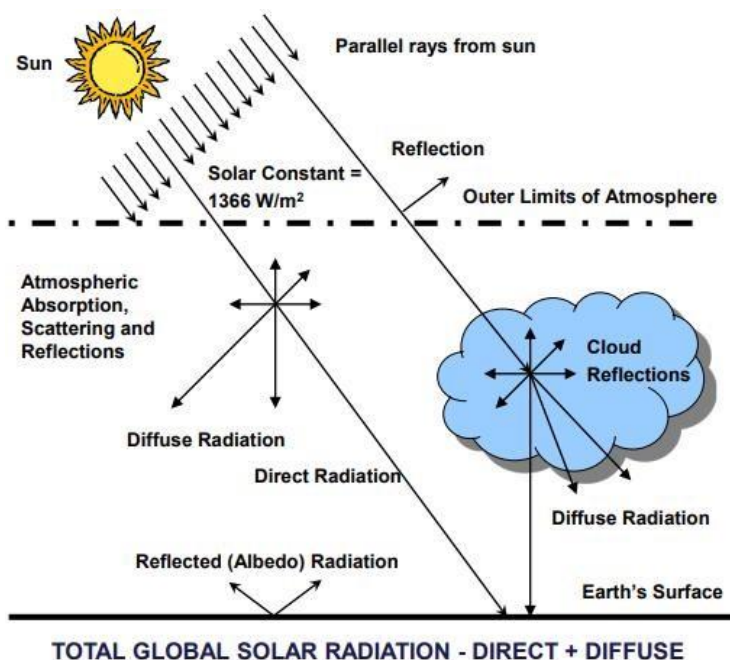 Sun
Parallel rays from sun
Reflection
Solar Constant =
1366 W/m²
Outer Limits of Atmosphere
Atmospheric
Absorption,
Scattering and
Reflections
Cloud
Reflections
Diffuse Radiation
Direct Radiation
Diffuse Radiation
Reflected (Albedo) Radiation
Earth's Surface
TOTAL GLOBAL SOLAR RADIATION - DIRECT + DIFFUSE